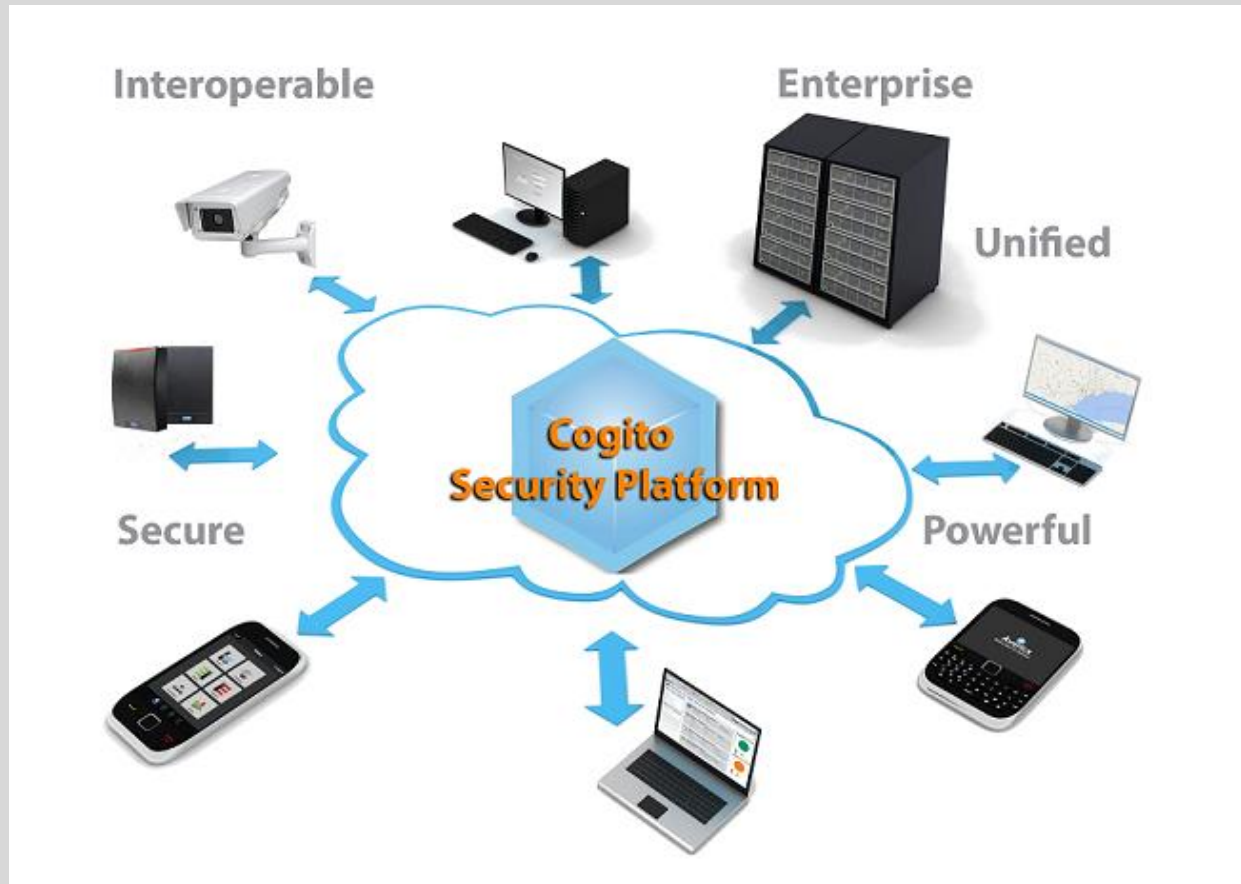 Interoperable
Enterprise
Unified
Cogito
Security Platform
Secure
Powerful